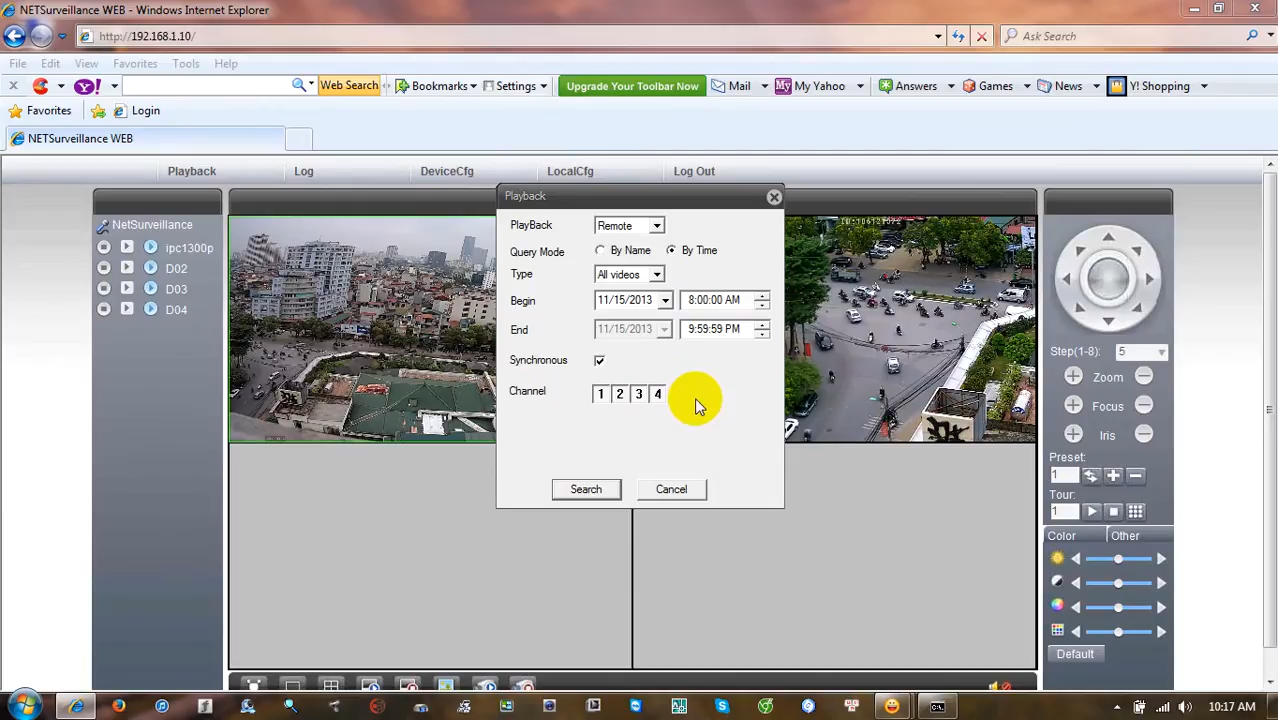 NETSurveillance WEB - Windows Internet Explorer
http://192.168.1.10/
Ask Search
File Edit View Favorites Tools Help
Y! Web Search Bookmarks Settings Upgrade Your Toolbar Now Mail My My Yahoo Answers Games News Y! Shopping
Favorites Login
NETSurveillance WEB
Playback Log DeviceCfg LocalCfg Log Out
NetSurveillance
ipc1300p
D02
D03
D04
Playback
PlayBack Remote
Query Mode By Name By Time
Type All videos
Begin 11/15/2013 8:00:00 AM
End 11/15/2013 9:59:59 PM
Synchronous
Channel 1 2 3 4
Search Cancel
Step(1-8): 5
Zoom
Focus
Iris
Preset:
1
Tour:
1
Color Other
Default
10:17 AM